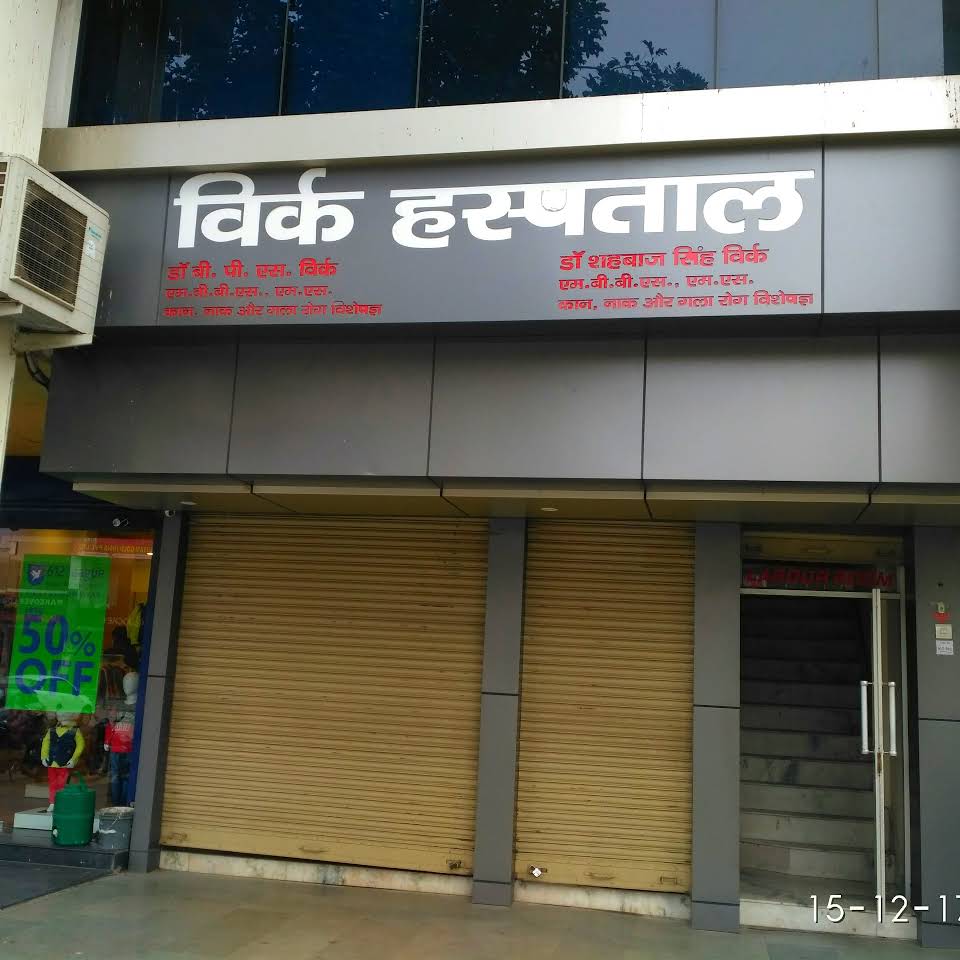 विर्क हस्पताल
डॉ बी. पी. एस. विर्क
एम.बी.बी.एस., एम.एस.
कान, नाक और गला रोग विशेषज्ञ
डॉ शहबाज सिंह विर्क
एम.बी.बी.एस., एम.एस.
कान, नाक और गला रोग विशेषज्ञ
612
50%
OFF
15-12-17